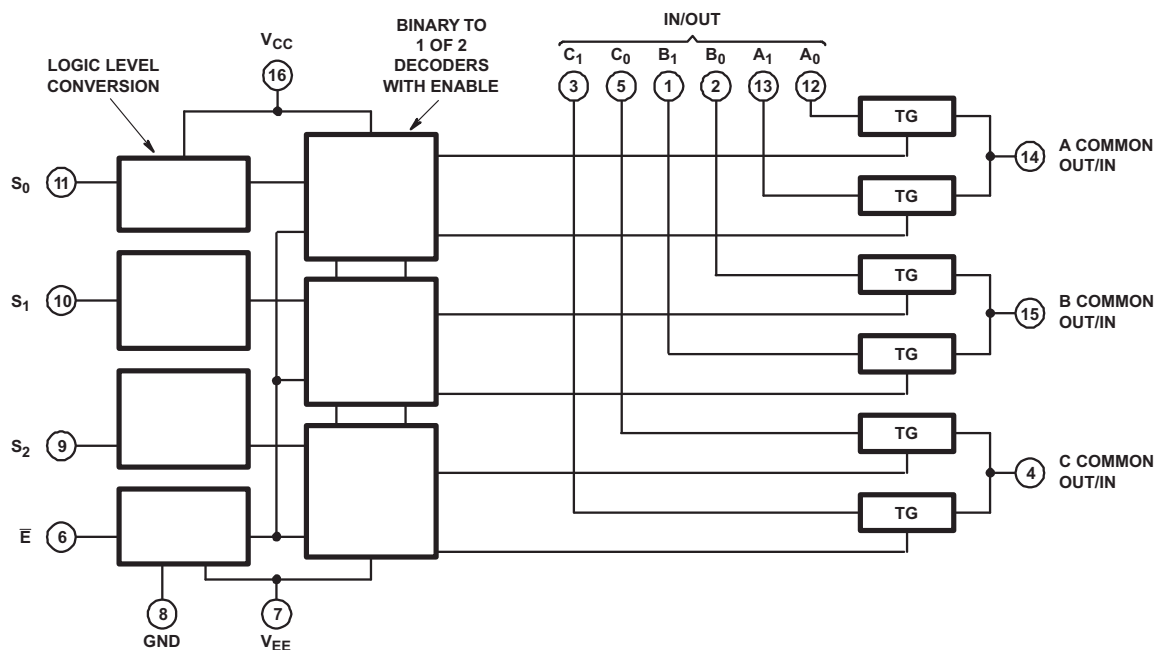 IN/OUT
V_CC
16
LOGIC LEVEL
CONVERSION
BINARY TO
1 OF 2
DECODERS
WITH ENABLE
C₁ C₀ B₁ B₀ A₁ A₀
3 5 1 2 13 12
TG
14
A COMMON
OUT/IN
S₀ 11
TG
TG
S₁ 10
15
B COMMON
OUT/IN
TG
TG
S₂ 9
4
C COMMON
OUT/IN
TG
E̅ 6
8
GND
7
V_EE